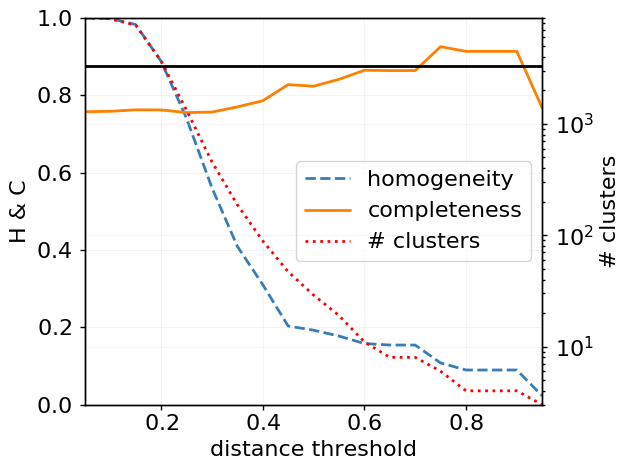 1.0
0.8
0.6
0.4
0.2
0.0
H & C
0.2
0.4
0.6
0.8
distance threshold
homogeneity
completeness
# clusters
10³
10²
10¹
# clusters